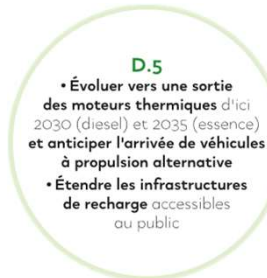 D.5
• Évoluer vers une sortie
des moteurs thermiques d'ici
2030 (diesel) et 2035 (essence)
et anticiper l'arrivée de véhicules
à propulsion alternative
• Étendre les infrastructures
de recharge accessibles
au public